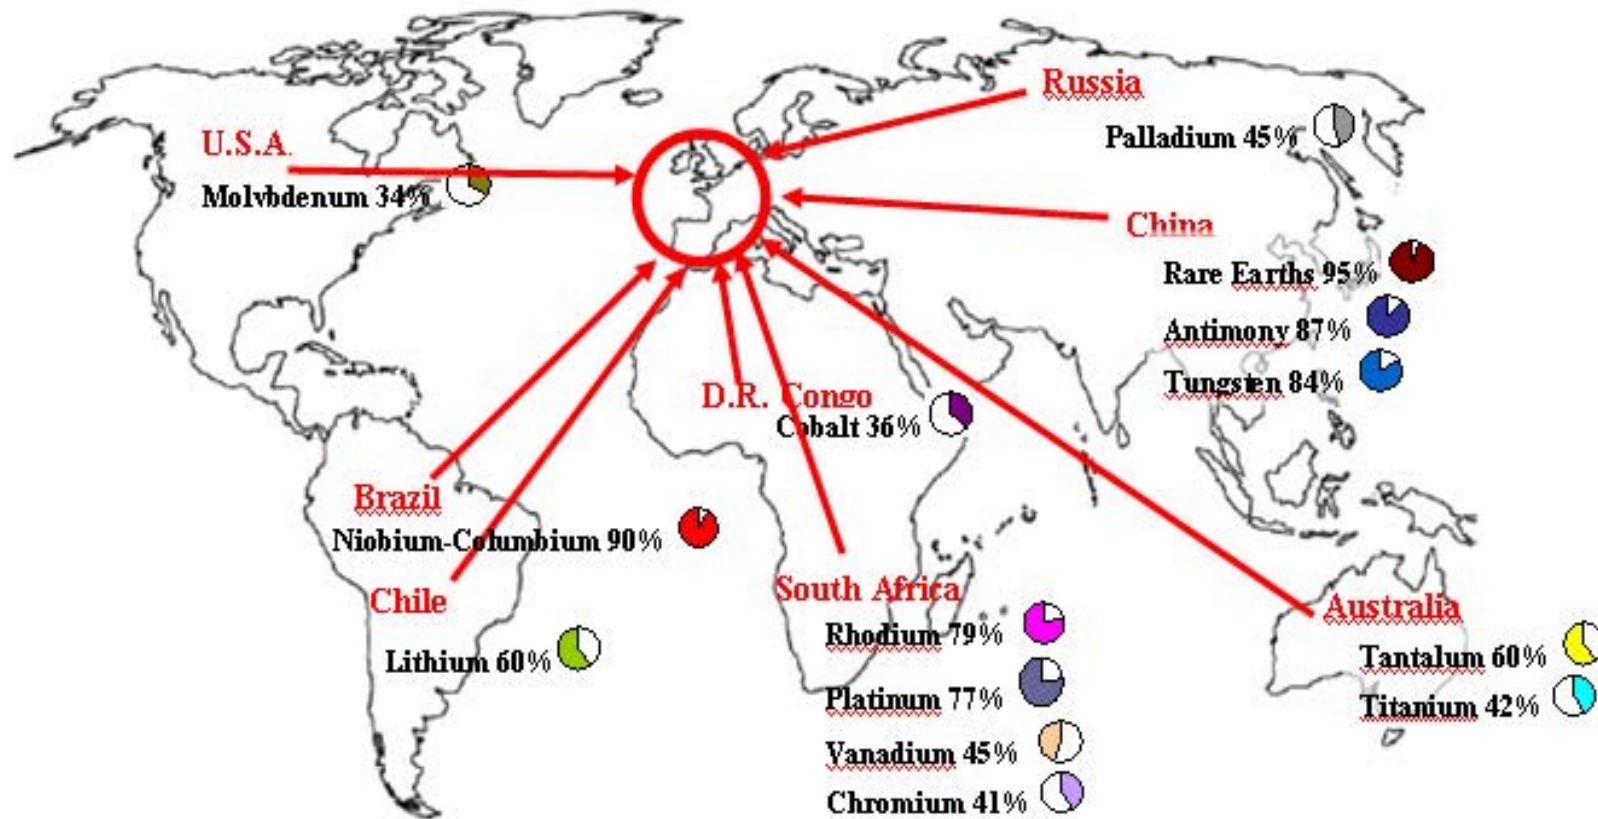 Russia
Palladium 45%
U.S.A.
Molybdenum 34%
China
Rare Earths 95%
Antimony 87%
Tungsten 84%
D.R. Congo
Cobalt 36%
Brazil
Niobium-Columbium 90%
Chile
Lithium 60%
South Africa
Rhodium 79%
Platinum 77%
Vanadium 45%
Chromium 41%
Australia
Tantalum 60%
Titanium 42%